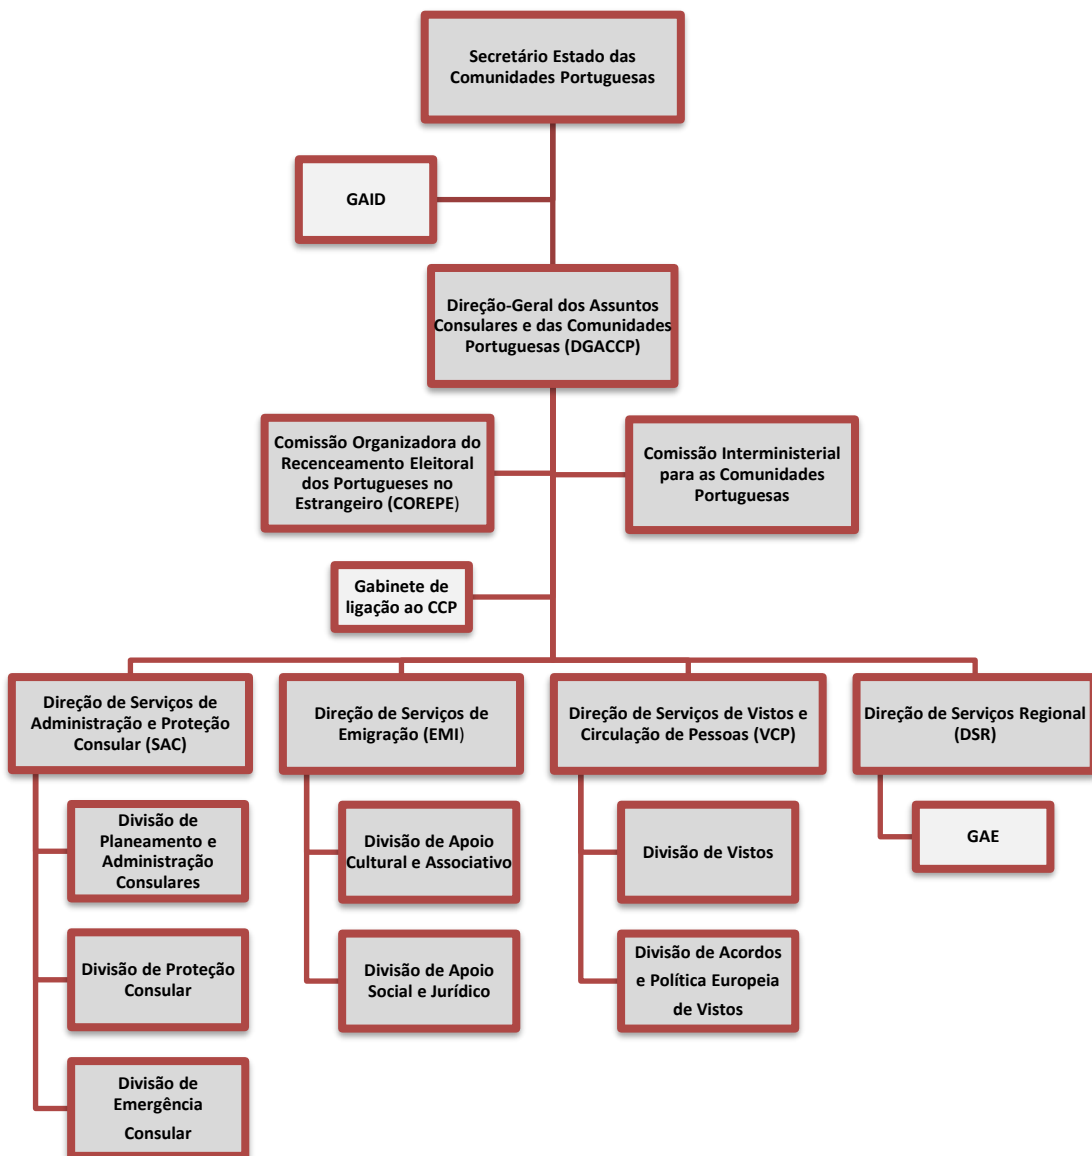 Secretário Estado das
Comunidades Portuguesas
GAID
Direção-Geral dos Assuntos
Consulares e das Comunidades
Portuguesas (DGACCP)
Comissão Organizadora do
Recenceamento Eleitoral
dos Portugueses no
Estrangeiro (COREPE)
Comissão Interministerial
para as Comunidades
Portuguesas
Gabinete de
ligação ao CCP
Direção de Serviços de
Administração e Proteção
Consular (SAC)
Direção de Serviços de
Emigração (EMI)
Direção de Serviços de Vistos e
Circulação de Pessoas (VCP)
Direção de Serviços Regional
(DSR)
Divisão de
Planeamento e
Administração
Consulares
Divisão de Apoio
Cultural e Associativo
Divisão de Vistos
GAE
Divisão de Proteção
Consular
Divisão de Apoio
Social e Jurídico
Divisão de Acordos
e Política Europeia
de Vistos
Divisão de
Emergência
Consular